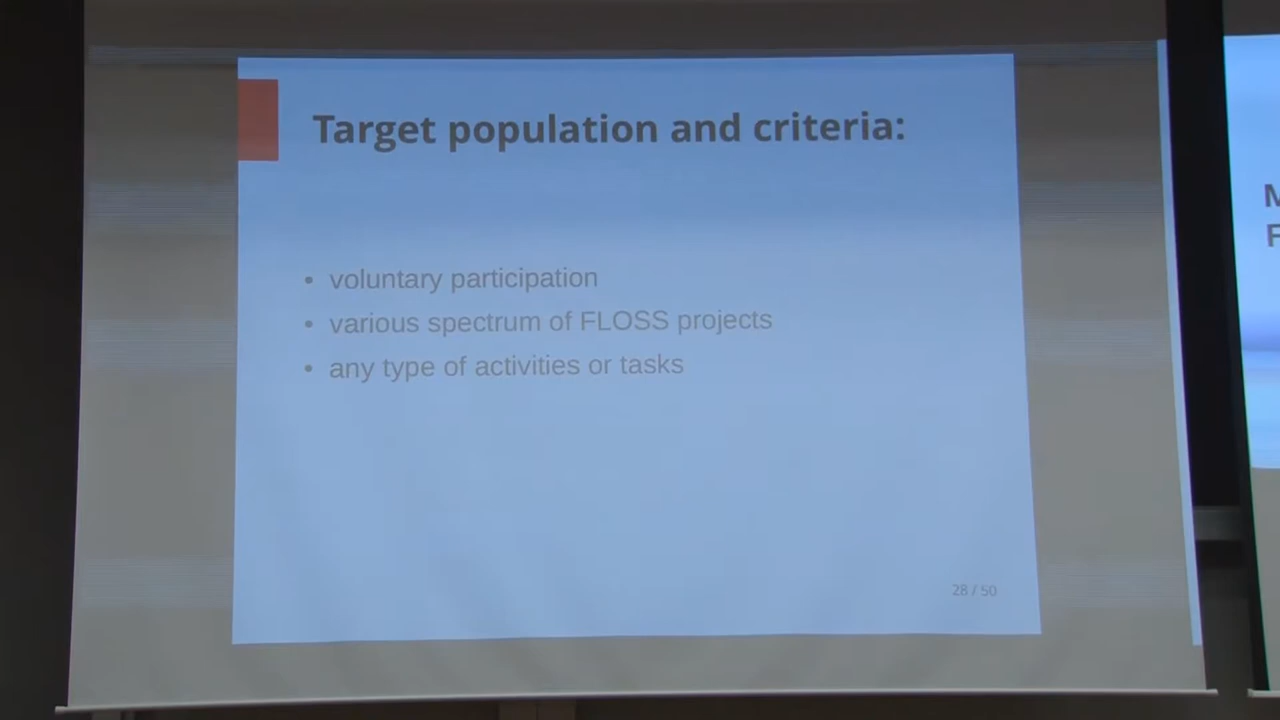 Target population and criteria:
• voluntary participation
• various spectrum of FLOSS projects
• any type of activities or tasks
28 / 50